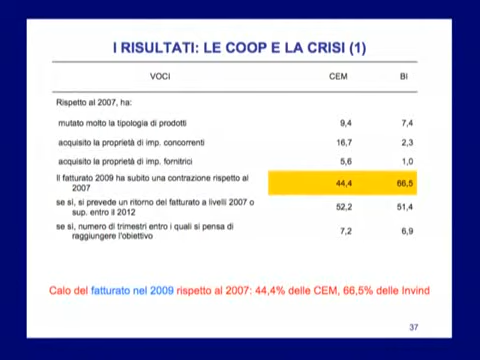 I RISULTATI: LE COOP E LA CRISI (1)
VOCI CEM BI
Rispetto al 2007, ha:
mutato molto la tipologia di prodotti 9,4 7,4
acquisito la proprietà di imp. concorrenti 16,7 2,3
acquisito la proprietà di imp. fornitrici 5,6 1,0
Il fatturato 2009 ha subito una contrazione rispetto al
2007 44,4 66,5
se sì, si prevede un ritorno del fatturato a livelli 2007 o
sup. entro il 2012 52,2 51,4
se sì, numero di trimestri entro i quali si pensa di
raggiungere l'obiettivo 7,2 6,9
Calo del fatturato nel 2009 rispetto al 2007: 44,4% delle CEM, 66,5% delle Invind
37